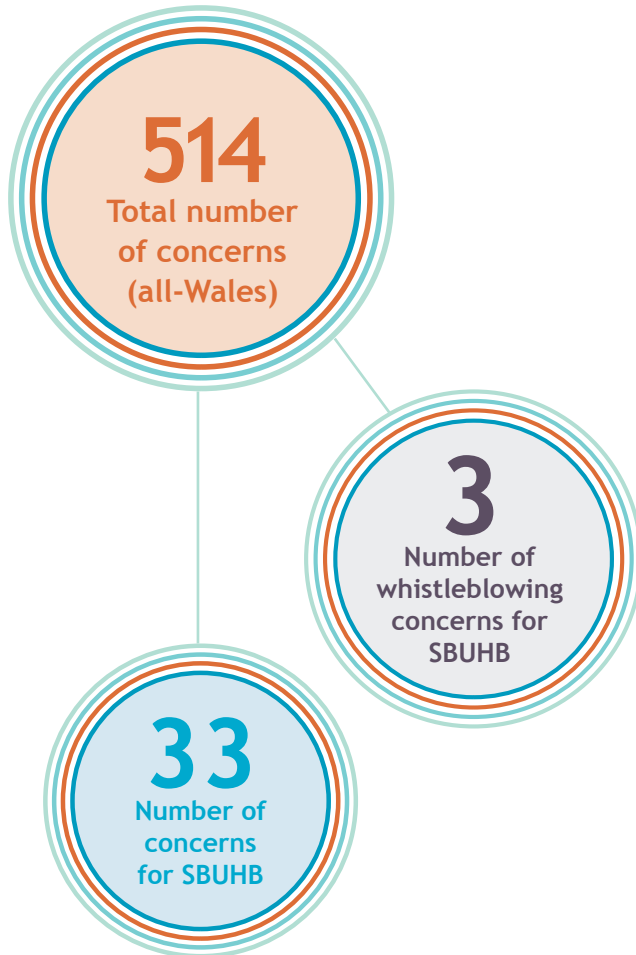 514
Total number
of concerns
(all-Wales)
3
Number of
whistleblowing
concerns for
SBUHB
33
Number of
concerns
for SBUHB